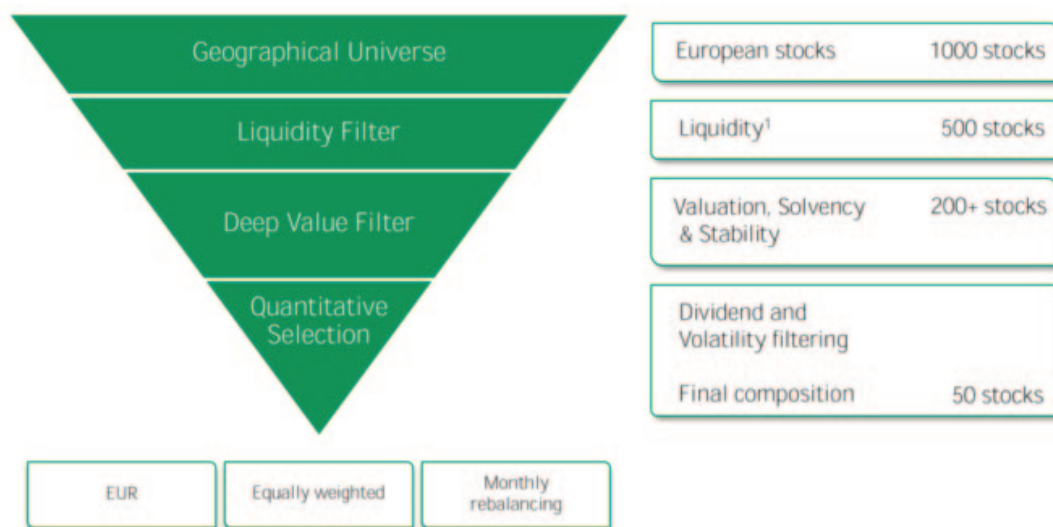 Geographical Universe
European stocks 1000 stocks
Liquidity Filter
Liquidity¹ 500 stocks
Deep Value Filter
Valuation, Solvency 200+ stocks
& Stability
Quantitative
Selection
Dividend and
Volatility filtering
Final composition 50 stocks
EUR
Equally weighted
Monthly
rebalancing